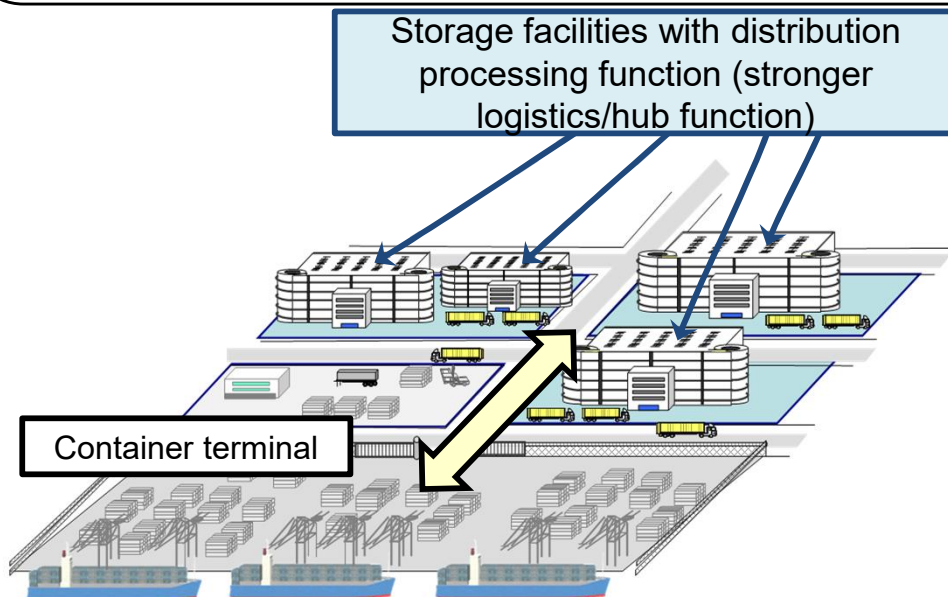 Storage facilities with distribution
processing function (stronger
logistics/hub function)
Container terminal